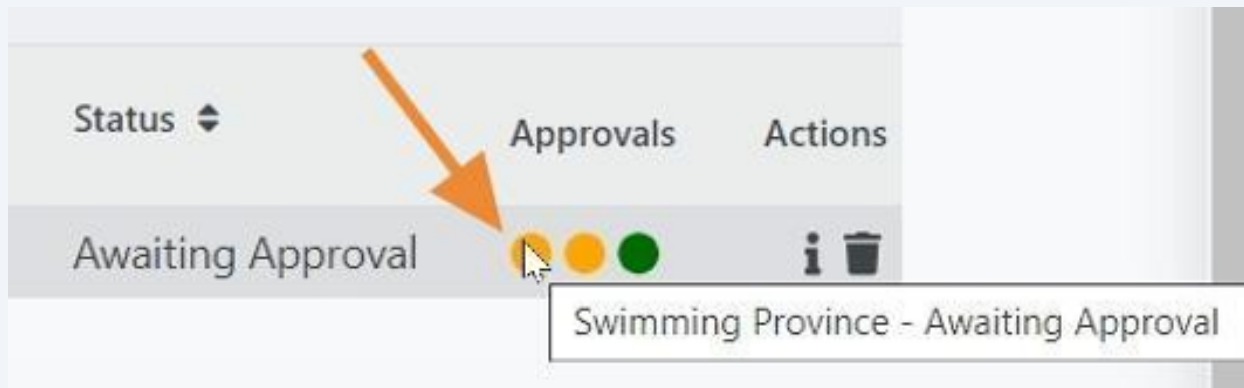 Status
Approvals
Actions
Awaiting Approval
Swimming Province - Awaiting Approval